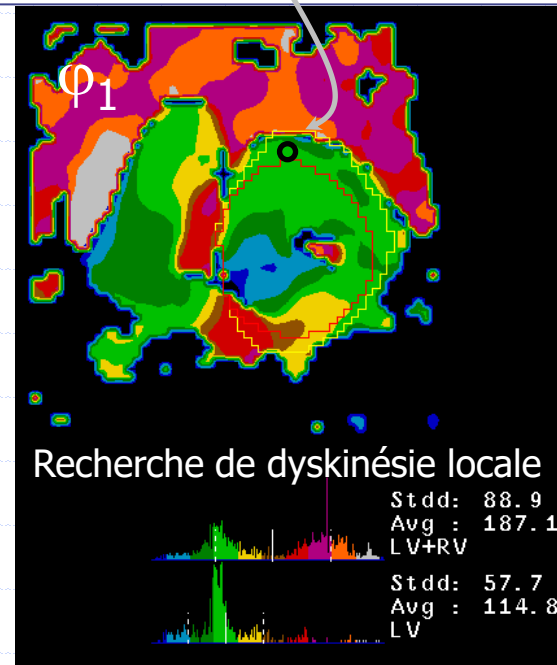 φ1
Recherche de dyskinésie locale
Stdd: 88.9
Avg : 187.1
LV+RV
Stdd: 57.7
Avg : 114.8
LV